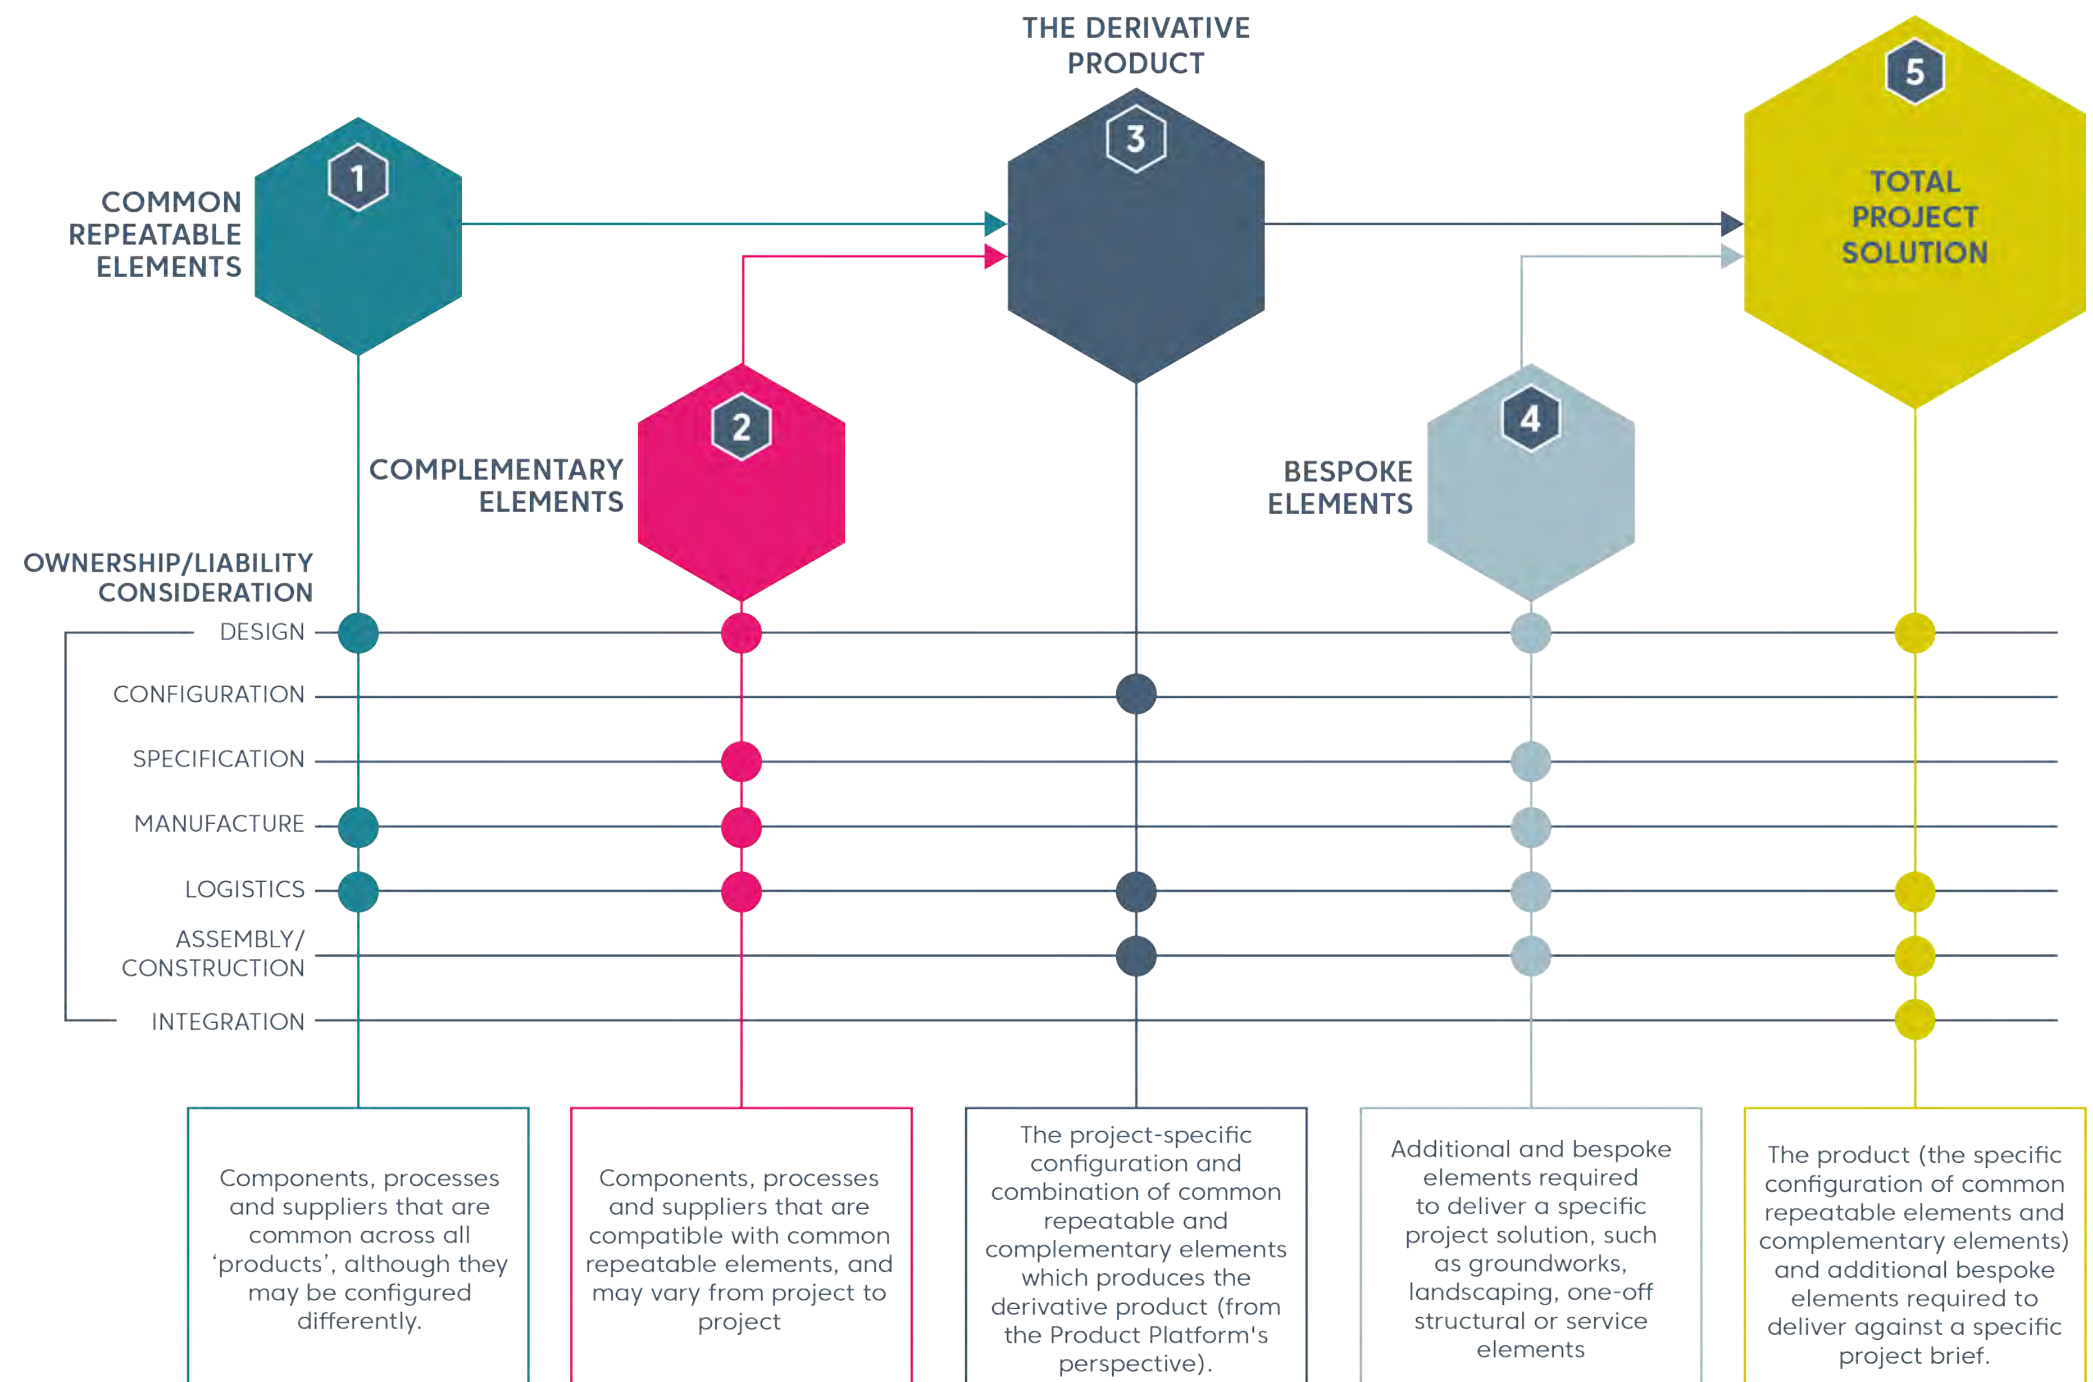 THE DERIVATIVE
PRODUCT
5
3
1
TOTAL
PROJECT
SOLUTION
COMMON
REPEATABLE
ELEMENTS
2
4
COMPLEMENTARY
ELEMENTS
BESPOKE
ELEMENTS
OWNERSHIP/LIABILITY
CONSIDERATION
DESIGN
CONFIGURATION
SPECIFICATION
MANUFACTURE
LOGISTICS
ASSEMBLY/
CONSTRUCTION
INTEGRATION
Components, processes
and suppliers that are
common across all
‘products’, although they
may be configured
differently.
Components, processes
and suppliers that are
compatible with common
repeatable elements, and
may vary from project to
project
The project-specific
configuration and
combination of common
repeatable and
complementary elements
which produces the
derivative product (from
the Product Platform's
perspective).
Additional and bespoke
elements required
to deliver a specific
project solution, such
as groundworks,
landscaping, one-off
structural or service
elements
The product (the specific
configuration of common
repeatable elements and
complementary elements)
and additional bespoke
elements required to
deliver against a specific
project brief.